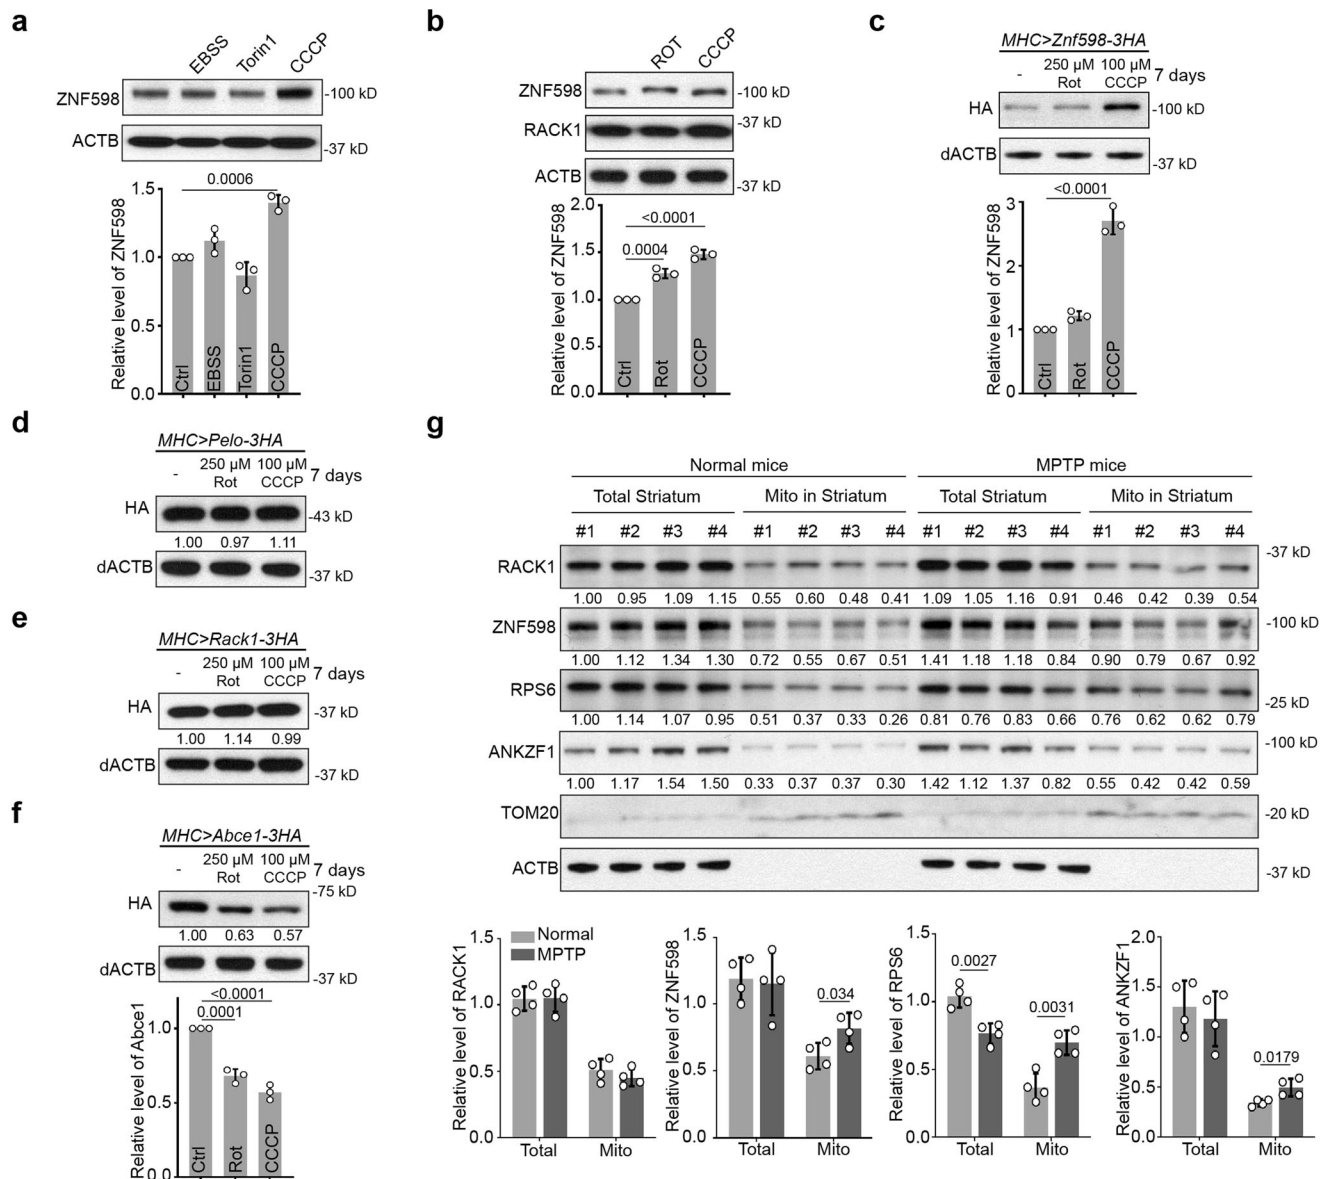 a
EBSS
Torin1
CCCP
ZNF598
-100 kD
ACTB
-37 kD
Relative level of ZNF598
1.5
1.0
0.5
0.0
0.0006
Ctrl
EBSS
Torin1
CCCP
b
ROT
CCCP
ZNF598
-100 kD
-37 kD
RACK1
ACTB
-37 kD
Relative level of ZNF598
2.0
1.5
1.0
0.5
0.0
<0.0001
0.0004
Ctrl
Rot
CCCP
c
MHC>Znf598-3HA
- 250 µM Rot 100 µM CCCP 7 days
HA
-100 kD
dACTB
-37 kD
Relative level of ZNF598
3
2
1
0
<0.0001
Ctrl
Rot
CCCP
d
MHC>Pelo-3HA
- 250 µM Rot 100 µM CCCP 7 days
HA
-43 kD
1.00 0.97 1.11
dACTB
-37 kD
e
MHC>Rack1-3HA
- 250 µM Rot 100 µM CCCP 7 days
HA
-37 kD
1.00 1.14 0.99
dACTB
-37 kD
f
MHC>Abce1-3HA
- 250 µM Rot 100 µM CCCP 7 days
-75 kD
HA
1.00 0.63 0.57
dACTB
-37 kD
Relative level of Abce1
1.0
0.5
0.0
<0.0001
0.0001
Ctrl
Rot
CCCP
g
Normal mice MPTP mice
Total Striatum Mito in Striatum Total Striatum Mito in Striatum
#1 #2 #3 #4 #1 #2 #3 #4 #1 #2 #3 #4 #1 #2 #3 #4
RACK1 -37 kD
1.00 0.95 1.09 1.15 0.55 0.60 0.48 0.41 1.09 1.05 1.16 0.91 0.46 0.42 0.39 0.54
ZNF598 -100 kD
1.00 1.12 1.34 1.30 0.72 0.55 0.67 0.51 1.41 1.18 1.18 0.84 0.90 0.79 0.67 0.92
RPS6 -25 kD
1.00 1.14 1.07 0.95 0.51 0.37 0.33 0.26 0.81 0.76 0.83 0.66 0.76 0.62 0.62 0.79
ANKZF1 -100 kD
1.00 1.17 1.54 1.50 0.33 0.37 0.37 0.30 1.42 1.12 1.37 0.82 0.55 0.42 0.42 0.59
TOM20 -20 kD
ACTB -37 kD
Relative level of RACK1
1.5
1.0
0.5
0.0
Normal
MPTP
Total Mito
Relative level of ZNF598
1.5
1.0
0.5
0.0
0.034
Total Mito
Relative level of RPS6
1.5
1.0
0.5
0.0
0.0027
0.0031
Total Mito
Relative level of ANKZF1
2.0
1.5
1.0
0.5
0.0
0.0179
Total Mito